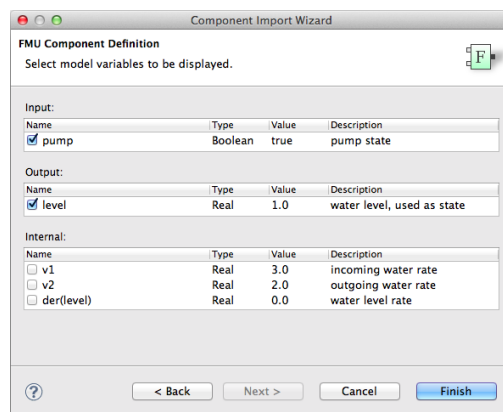 Component Import Wizard
FMU Component Definition
Select model variables to be displayed.
F
Input:
Name Type Value Description
pump Boolean true pump state
Output:
Name Type Value Description
level Real 1.0 water level, used as state
Internal:
Name Type Value Description
v1 Real 3.0 incoming water rate
v2 Real 2.0 outgoing water rate
der(level) Real 0.0 water level rate
? < Back Next > Cancel Finish